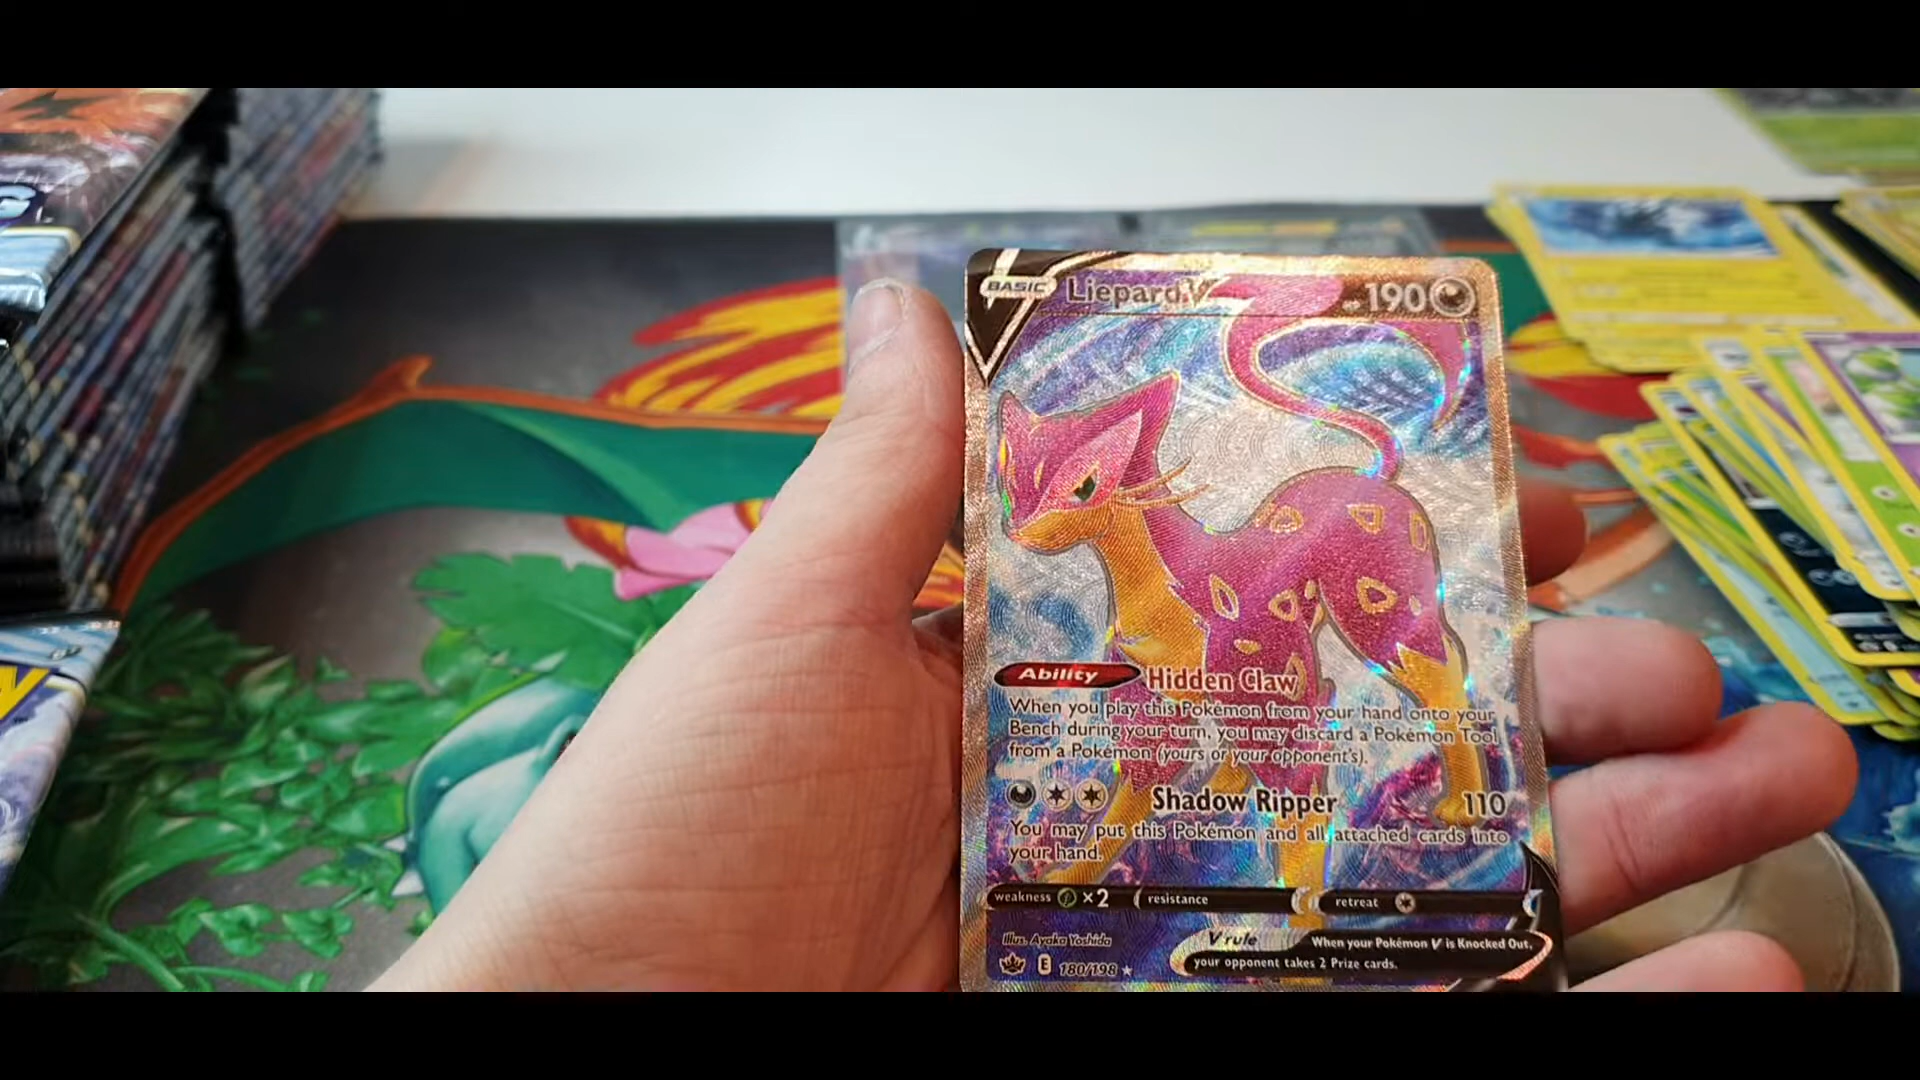 BASIC Liepard V 190
Ability Hidden Claw
When you play this Pokémon from your hand onto your
Bench during your turn, you may discard a Pokémon Tool
from a Pokémon (yours or your opponent's).
Shadow Ripper 110
You may put this Pokémon and all attached cards into
your hand.
weakness ×2 resistance retreat
Illus. Ayaka Yoshida
V rule When your Pokémon V is Knocked Out,
your opponent takes 2 Prize cards.
E 180/198